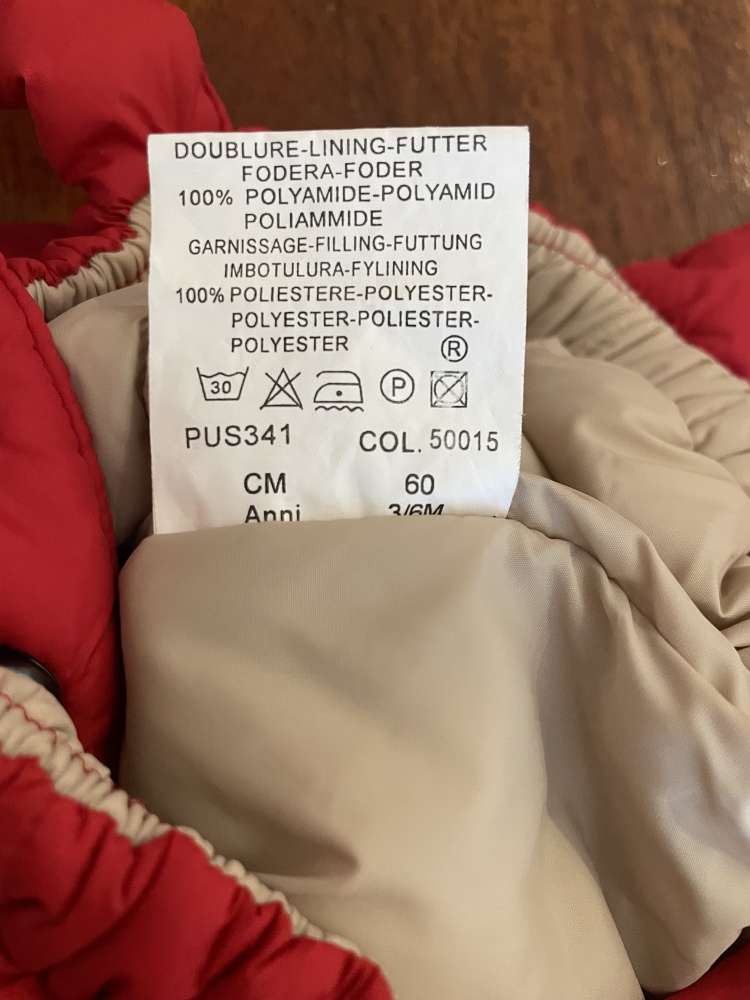 DOUBLURE-LINING-FUTTER
FODERA-FODER
100% POLYAMIDE-POLYAMID
POLIAMMIDE
GARNISSAGE-FILLING-FUTTUNG
IMBOTULURA-FYLINING
100% POLIESTERE-POLYESTER-
POLYESTER-POLIESTER-
POLYESTER
®
30 P
PUS341 COL. 50015
CM 60
Anni 3/6M